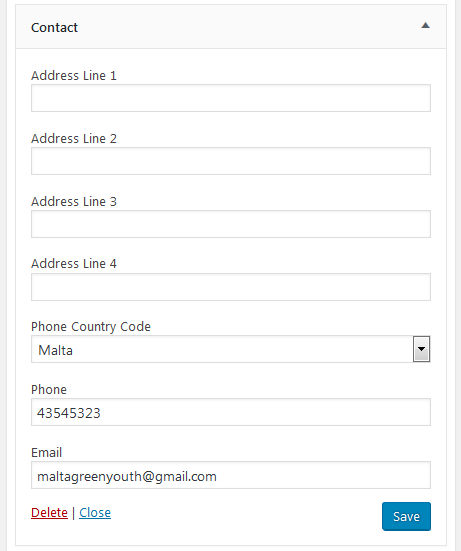 Contact
Address Line 1
Address Line 2
Address Line 3
Address Line 4
Phone Country Code
Malta
Phone
43545323
Email
maltagreenyouth@gmail.com
Delete | Close
Save